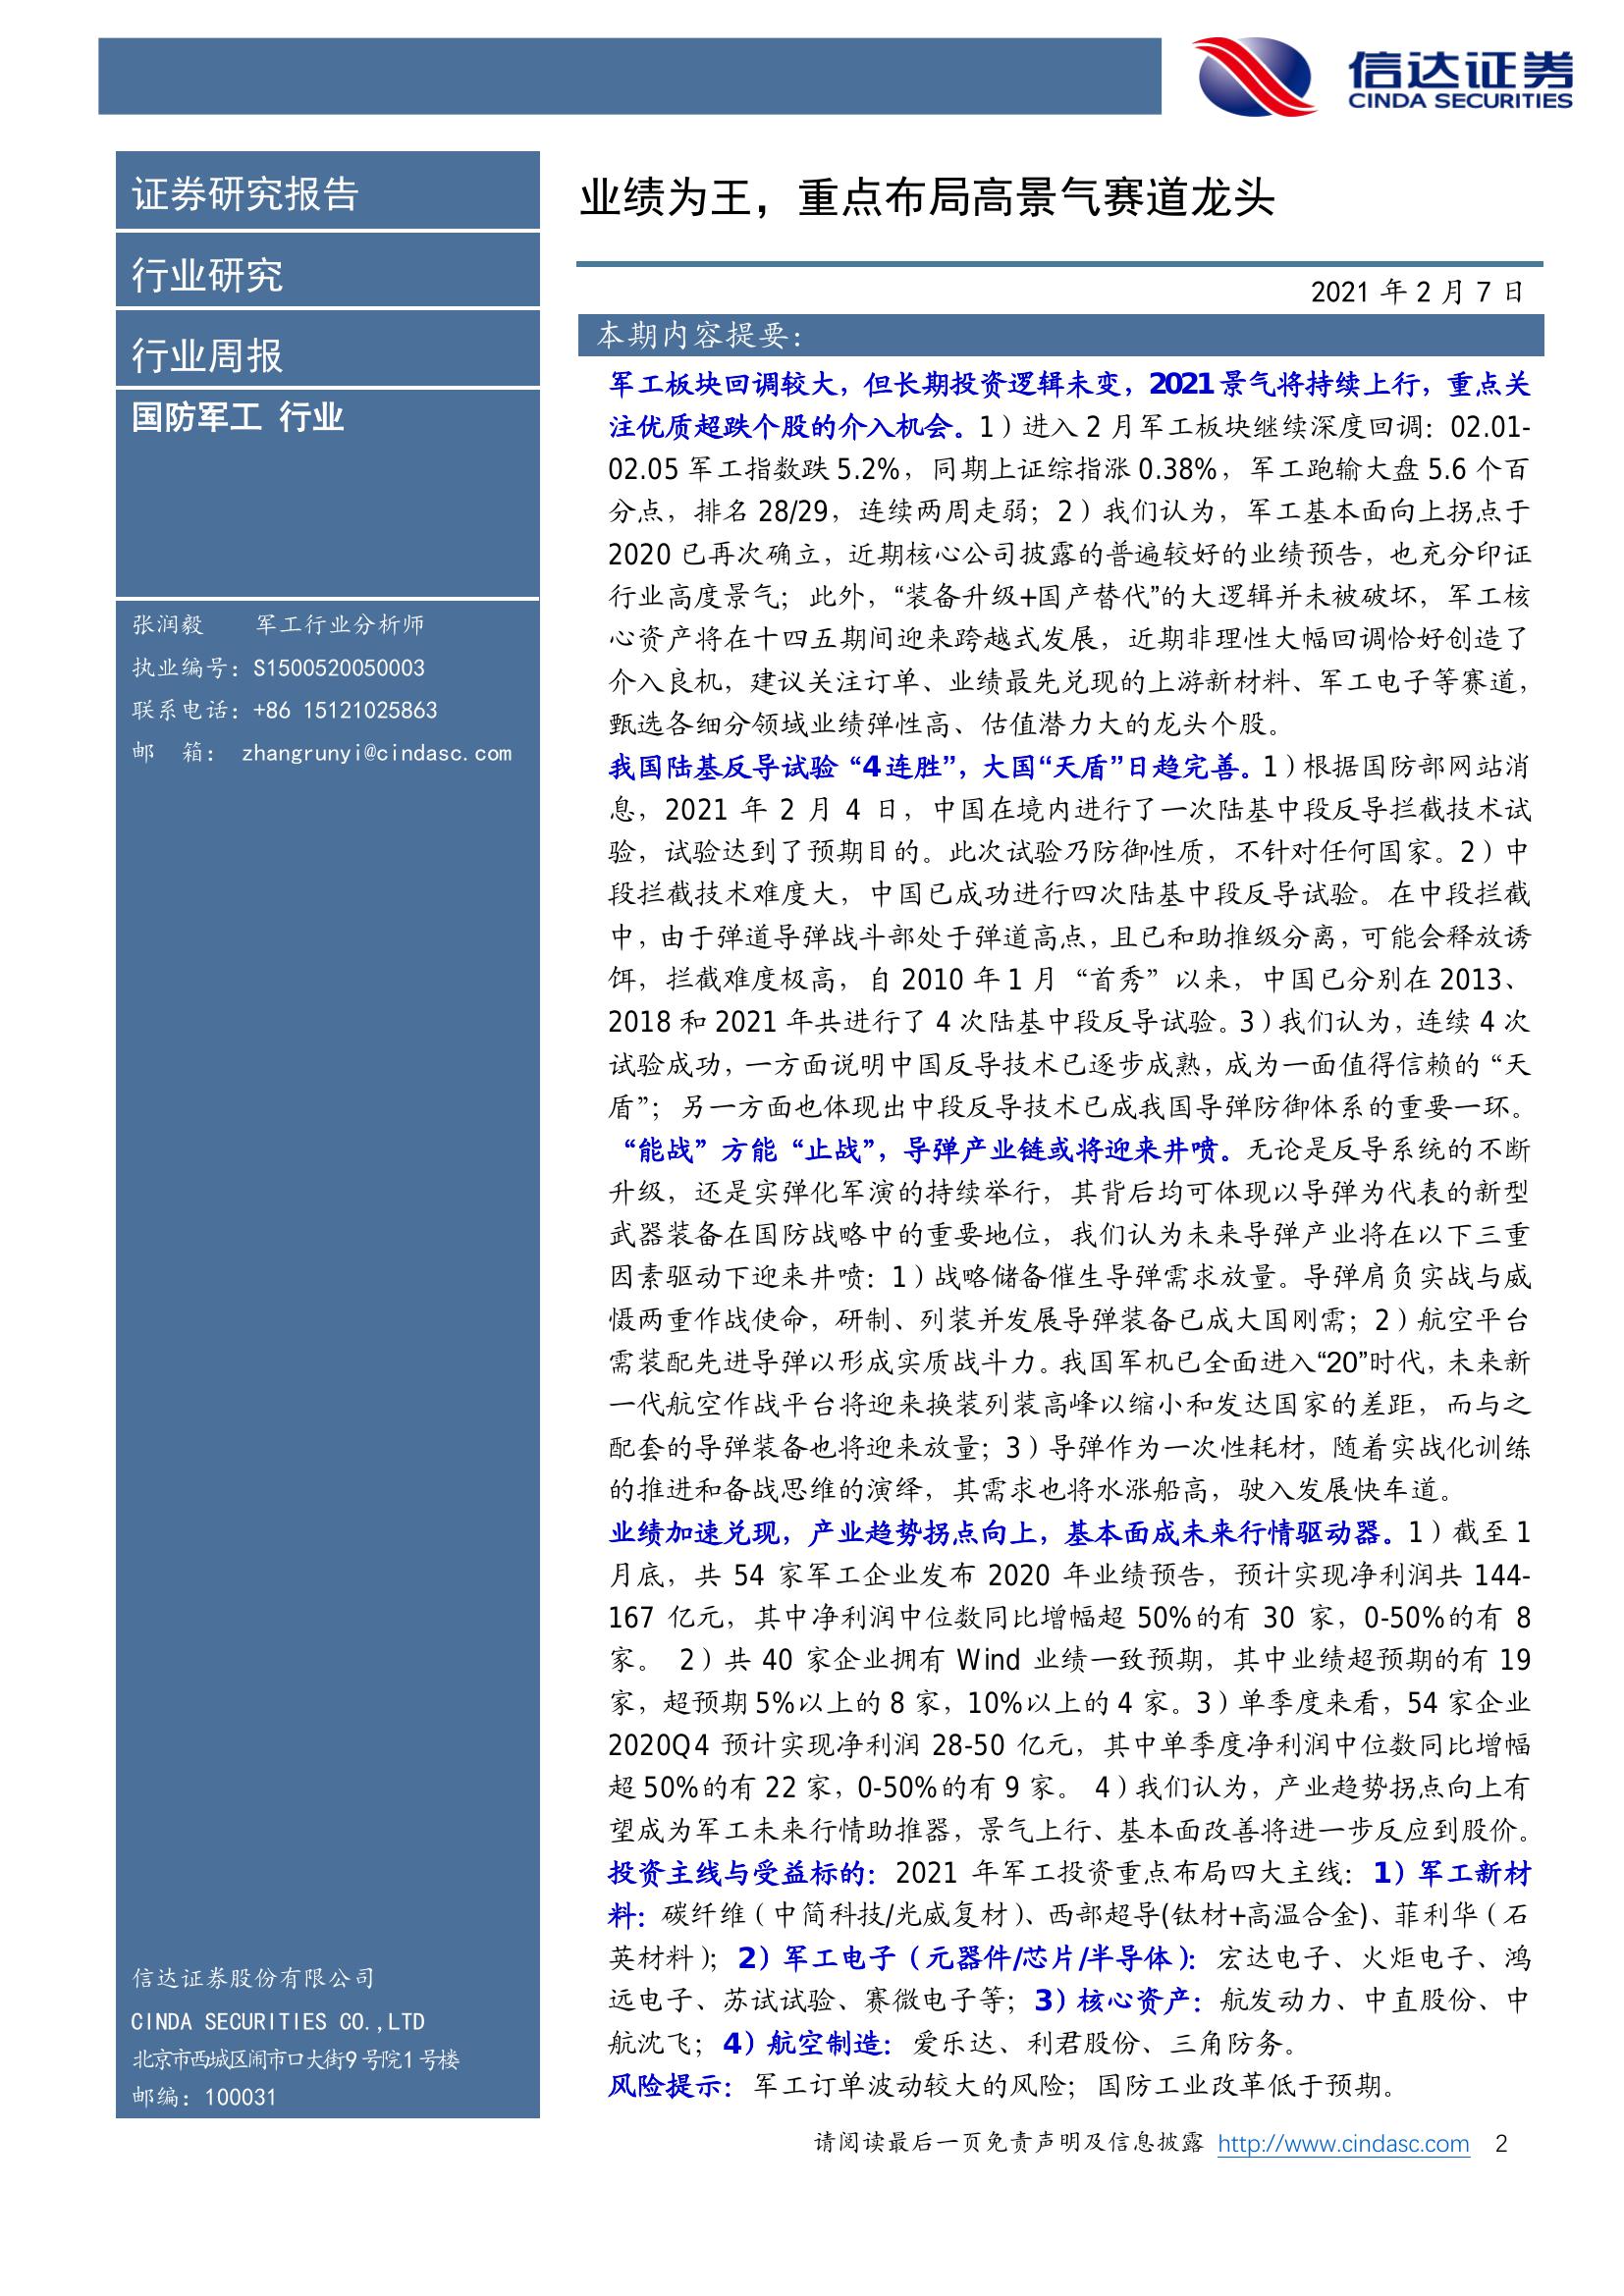 信达证券
CINDA SECURITIES
证券研究报告
行业研究
行业周报
国防军工 行业
张润毅 军工行业分析师
执业编号：S1500520050003
联系电话：+86 15121025863
邮 箱： zhangrunyi@cindasc.com
信达证券股份有限公司
CINDA SECURITIES CO.,LTD
北京市西城区闹市口大街9号院1号楼
邮编：100031
业绩为王，重点布局高景气赛道龙头
2021 年 2 月 7 日
本期内容提要：
军工板块回调较大，但长期投资逻辑未变，2021景气将持续上行，重点关
注优质超跌个股的介入机会。1）进入 2 月军工板块继续深度回调：02.01-
02.05 军工指数跌 5.2%，同期上证综指涨 0.38%，军工跑输大盘 5.6 个百
分点，排名 28/29，连续两周走弱；2）我们认为，军工基本面向上拐点于
2020 已再次确立，近期核心公司披露的普遍较好的业绩预告，也充分印证
行业高度景气；此外，“装备升级+国产替代”的大逻辑并未被破坏，军工核
心资产将在十四五期间迎来跨越式发展，近期非理性大幅回调恰好创造了
介入良机，建议关注订单、业绩最先兑现的上游新材料、军工电子等赛道，
甄选各细分领域业绩弹性高、估值潜力大的龙头个股。
我国陆基反导试验“4连胜”，大国“天盾”日趋完善。1）根据国防部网站消
息，2021 年 2 月 4 日，中国在境内进行了一次陆基中段反导拦截技术试
验，试验达到了预期目的。此次试验乃防御性质，不针对任何国家。2）中
段拦截技术难度大，中国已成功进行四次陆基中段反导试验。在中段拦截
中，由于弹道导弹战斗部处于弹道高点，且已和助推级分离，可能会释放诱
饵，拦截难度极高，自 2010 年 1 月“首秀”以来，中国已分别在 2013、
2018 和 2021 年共进行了 4 次陆基中段反导试验。3）我们认为，连续 4 次
试验成功，一方面说明中国反导技术已逐步成熟，成为一面值得信赖的“天
盾”；另一方面也体现出中段反导技术已成我国导弹防御体系的重要一环。
“能战”方能“止战”，导弹产业链或将迎来井喷。无论是反导系统的不断
升级，还是实弹化军演的持续举行，其背后均可体现以导弹为代表的新型
武器装备在国防战略中的重要地位，我们认为未来导弹产业将在以下三重
因素驱动下迎来井喷：1）战略储备催生导弹需求放量。导弹肩负实战与威
慑两重作战使命，研制、列装并发展导弹装备已成大国刚需；2）航空平台
需装配先进导弹以形成实质战斗力。我国军机已全面进入“20”时代，未来新
一代航空作战平台将迎来换装列装高峰以缩小和发达国家的差距，而与之
配套的导弹装备也将迎来放量；3）导弹作为一次性耗材，随着实战化训练
的推进和备战思维的演绎，其需求也将水涨船高，驶入发展快车道。
业绩加速兑现，产业趋势拐点向上，基本面成未来行情驱动器。1）截至 1
月底，共 54 家军工企业发布 2020 年业绩预告，预计实现净利润共 144-
167 亿元，其中净利润中位数同比增幅超 50%的有 30 家，0-50%的有 8
家。 2）共 40 家企业拥有 Wind 业绩一致预期，其中业绩超预期的有 19
家，超预期 5%以上的 8 家，10%以上的 4 家。3）单季度来看，54 家企业
2020Q4 预计实现净利润 28-50 亿元，其中单季度净利润中位数同比增幅
超 50%的有 22 家，0-50%的有 9 家。 4）我们认为，产业趋势拐点向上有
望成为军工未来行情助推器，景气上行、基本面改善将进一步反应到股价。
投资主线与受益标的：2021 年军工投资重点布局四大主线：1）军工新材
料：碳纤维（中简科技/光威复材）、西部超导(钛材+高温合金)、菲利华（石
英材料）；2）军工电子（元器件/芯片/半导体）：宏达电子、火炬电子、鸿
远电子、苏试试验、赛微电子等；3）核心资产：航发动力、中直股份、中
航沈飞；4）航空制造：爱乐达、利君股份、三角防务。
风险提示：军工订单波动较大的风险；国防工业改革低于预期。
请阅读最后一页免责声明及信息披露 http://www.cindasc.com 2